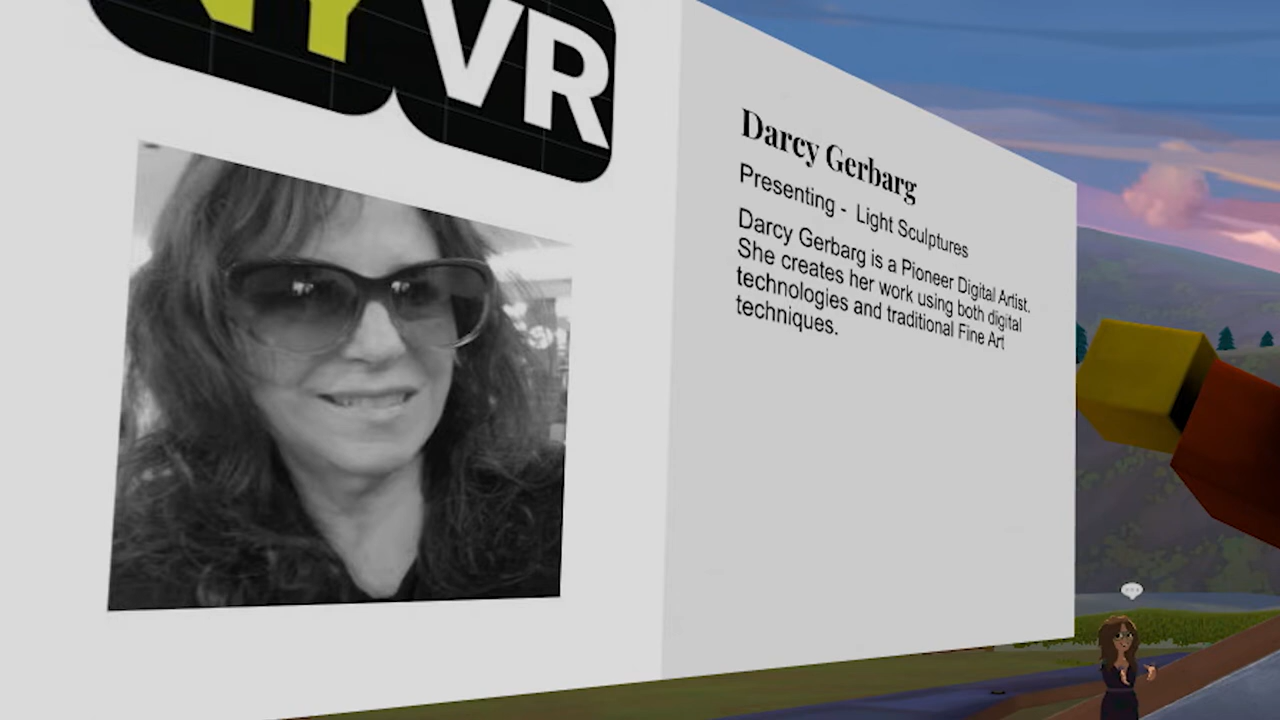 NY VR
Darcy Gerbarg
Presenting - Light Sculptures
Darcy Gerbarg is a Pioneer Digital Artist.
She creates her work using both digital
technologies and traditional Fine Art
techniques.